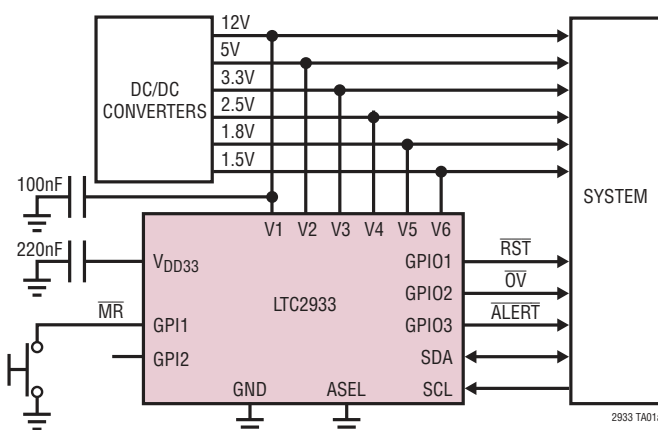 12V
5V
3.3V
2.5V
1.8V
1.5V
DC/DC
CONVERTERS
SYSTEM
100nF
220nF
V1 V2 V3 V4 V5 V6
VDD33
GPIO1
RST
GPIO2
OV
GPIO3
ALERT
LTC2933
MR
GPI1
GPI2
SDA
GND
ASEL
SCL
2933 TA01a